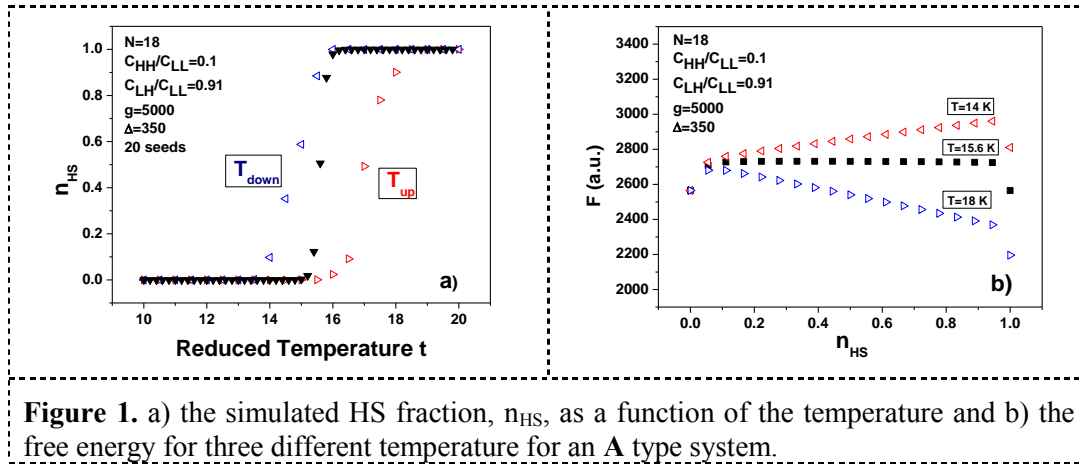 N=18
C_HH/C_LL=0.1
C_LH/C_LL=0.91
g=5000
Δ=350
20 seeds
T_down
T_up
a)
n_HS
1.0
0.8
0.6
0.4
0.2
0.0
10 12 14 16 18 20
Reduced Temperature t
N=18
C_HH/C_LL=0.1
C_LH/C_LL=0.91
g=5000
Δ=350
T=14 K
T=15.6 K
T=18 K
b)
F (a.u.)
3400
3200
3000
2800
2600
2400
2200
2000
0.0 0.2 0.4 0.6 0.8 1.0
n_HS
Figure 1. a) the simulated HS fraction, n_HS, as a function of the temperature and b) the
free energy for three different temperature for an A type system.